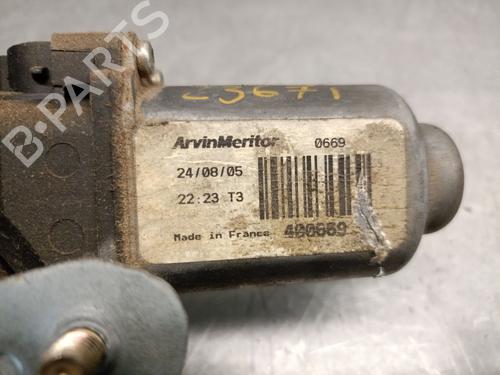 C3671
ArvinMeritor 0669
24/08/05
22:23 T3
Made in France 400669
B-PARTS